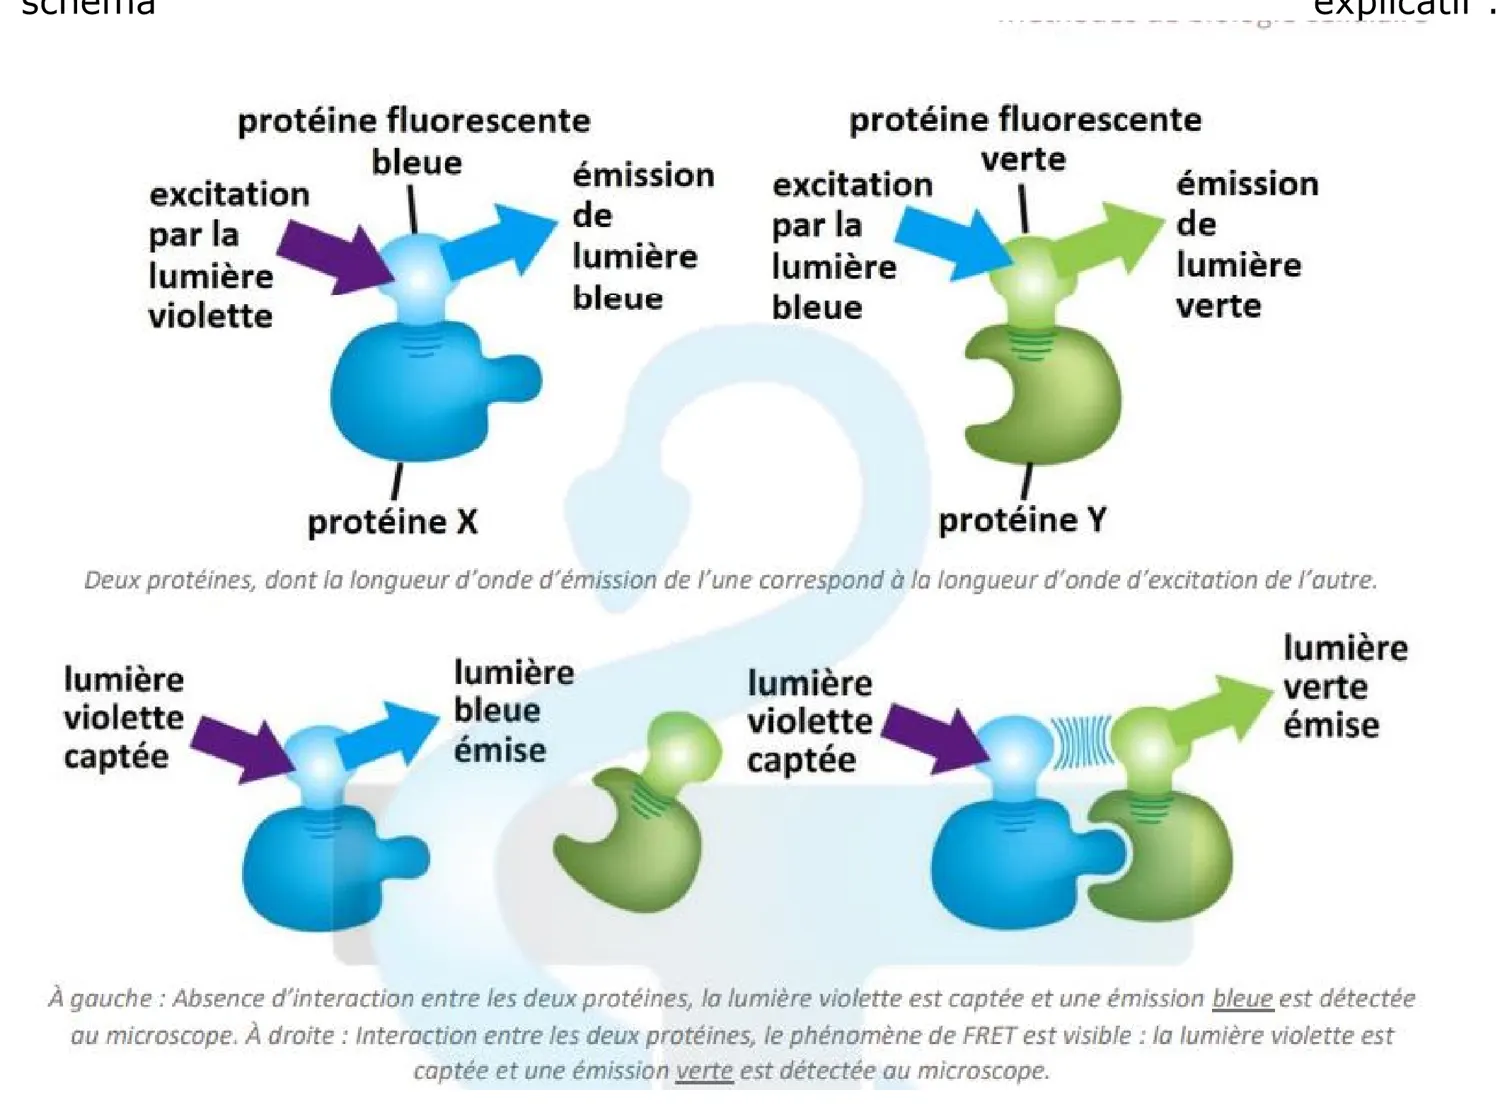 schéma explicatif :
protéine fluorescente
bleue
excitation
par la
lumière
violette
émission
de
lumière
bleue
protéine X
protéine fluorescente
verte
excitation
par la
lumière
bleue
émission
de
lumière
verte
protéine Y
Deux protéines, dont la longueur d'onde d'émission de l'une correspond à la longueur d'onde d'excitation de l'autre.
lumière
violette
captée
lumière
bleue
émise
lumière
violette
captée
lumière
verte
émise
À gauche : Absence d'interaction entre les deux protéines, la lumière violette est captée et une émission bleue est détectée
au microscope. À droite : Interaction entre les deux protéines, le phénomène de FRET est visible : la lumière violette est
captée et une émission verte est détectée au microscope.